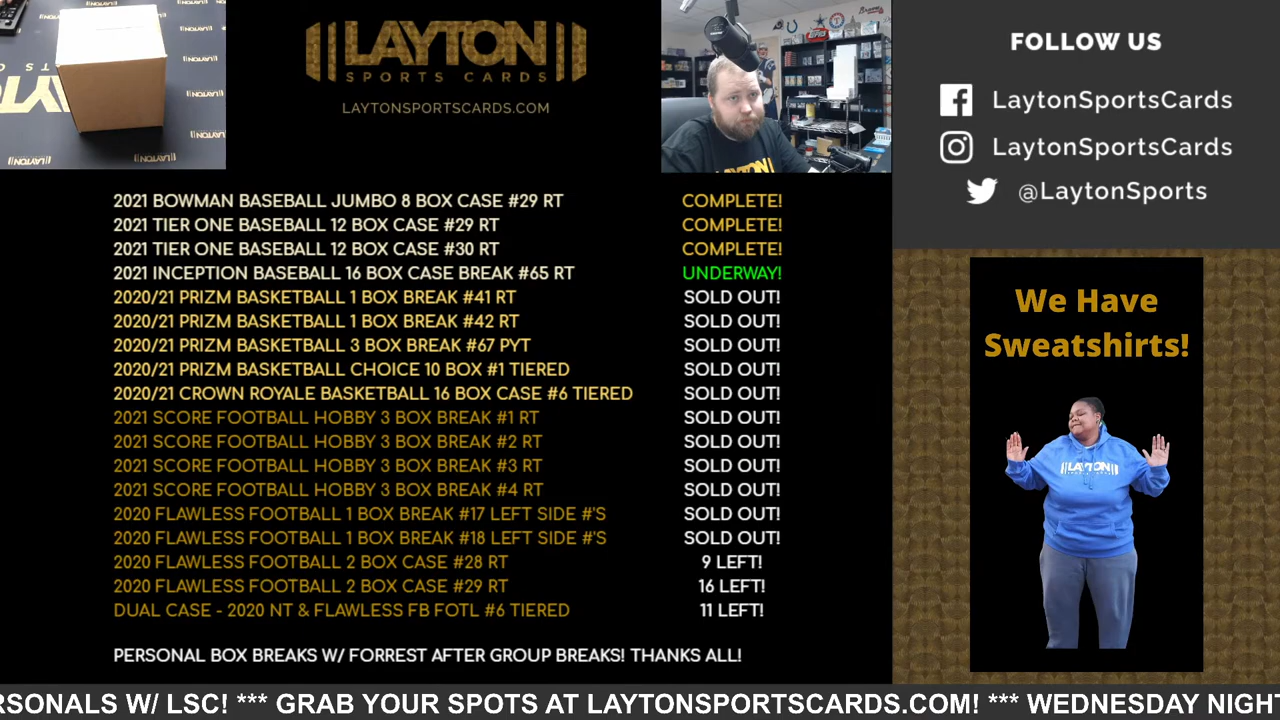 LAYTON
SPORTS CARDS
LAYTONSPORTSCARDS.COM
FOLLOW US
LaytonSportsCards
LaytonSportsCards
@LaytonSports
2021 BOWMAN BASEBALL JUMBO 8 BOX CASE #29 RT COMPLETE!
2021 TIER ONE BASEBALL 12 BOX CASE #29 RT COMPLETE!
2021 TIER ONE BASEBALL 12 BOX CASE #30 RT COMPLETE!
2021 INCEPTION BASEBALL 16 BOX CASE BREAK #65 RT UNDERWAY!
2020/21 PRIZM BASKETBALL 1 BOX BREAK #41 RT SOLD OUT!
2020/21 PRIZM BASKETBALL 1 BOX BREAK #42 RT SOLD OUT!
2020/21 PRIZM BASKETBALL 3 BOX BREAK #67 PYT SOLD OUT!
2020/21 PRIZM BASKETBALL CHOICE 10 BOX #1 TIERED SOLD OUT!
2020/21 CROWN ROYALE BASKETBALL 16 BOX CASE #6 TIERED SOLD OUT!
2021 SCORE FOOTBALL HOBBY 3 BOX BREAK #1 RT SOLD OUT!
2021 SCORE FOOTBALL HOBBY 3 BOX BREAK #2 RT SOLD OUT!
2021 SCORE FOOTBALL HOBBY 3 BOX BREAK #3 RT SOLD OUT!
2021 SCORE FOOTBALL HOBBY 3 BOX BREAK #4 RT SOLD OUT!
2020 FLAWLESS FOOTBALL 1 BOX BREAK #17 LEFT SIDE #'S SOLD OUT!
2020 FLAWLESS FOOTBALL 1 BOX BREAK #18 LEFT SIDE #'S SOLD OUT!
2020 FLAWLESS FOOTBALL 2 BOX CASE #28 RT 9 LEFT!
2020 FLAWLESS FOOTBALL 2 BOX CASE #29 RT 16 LEFT!
DUAL CASE - 2020 NT & FLAWLESS FB FOTL #6 TIERED 11 LEFT!
PERSONAL BOX BREAKS W/ FORREST AFTER GROUP BREAKS! THANKS ALL!
We Have
Sweatshirts!
LAYTON
RSONALS W/ LSC! *** GRAB YOUR SPOTS AT LAYTONSPORTSCARDS.COM! *** WEDNESDAY NIGH